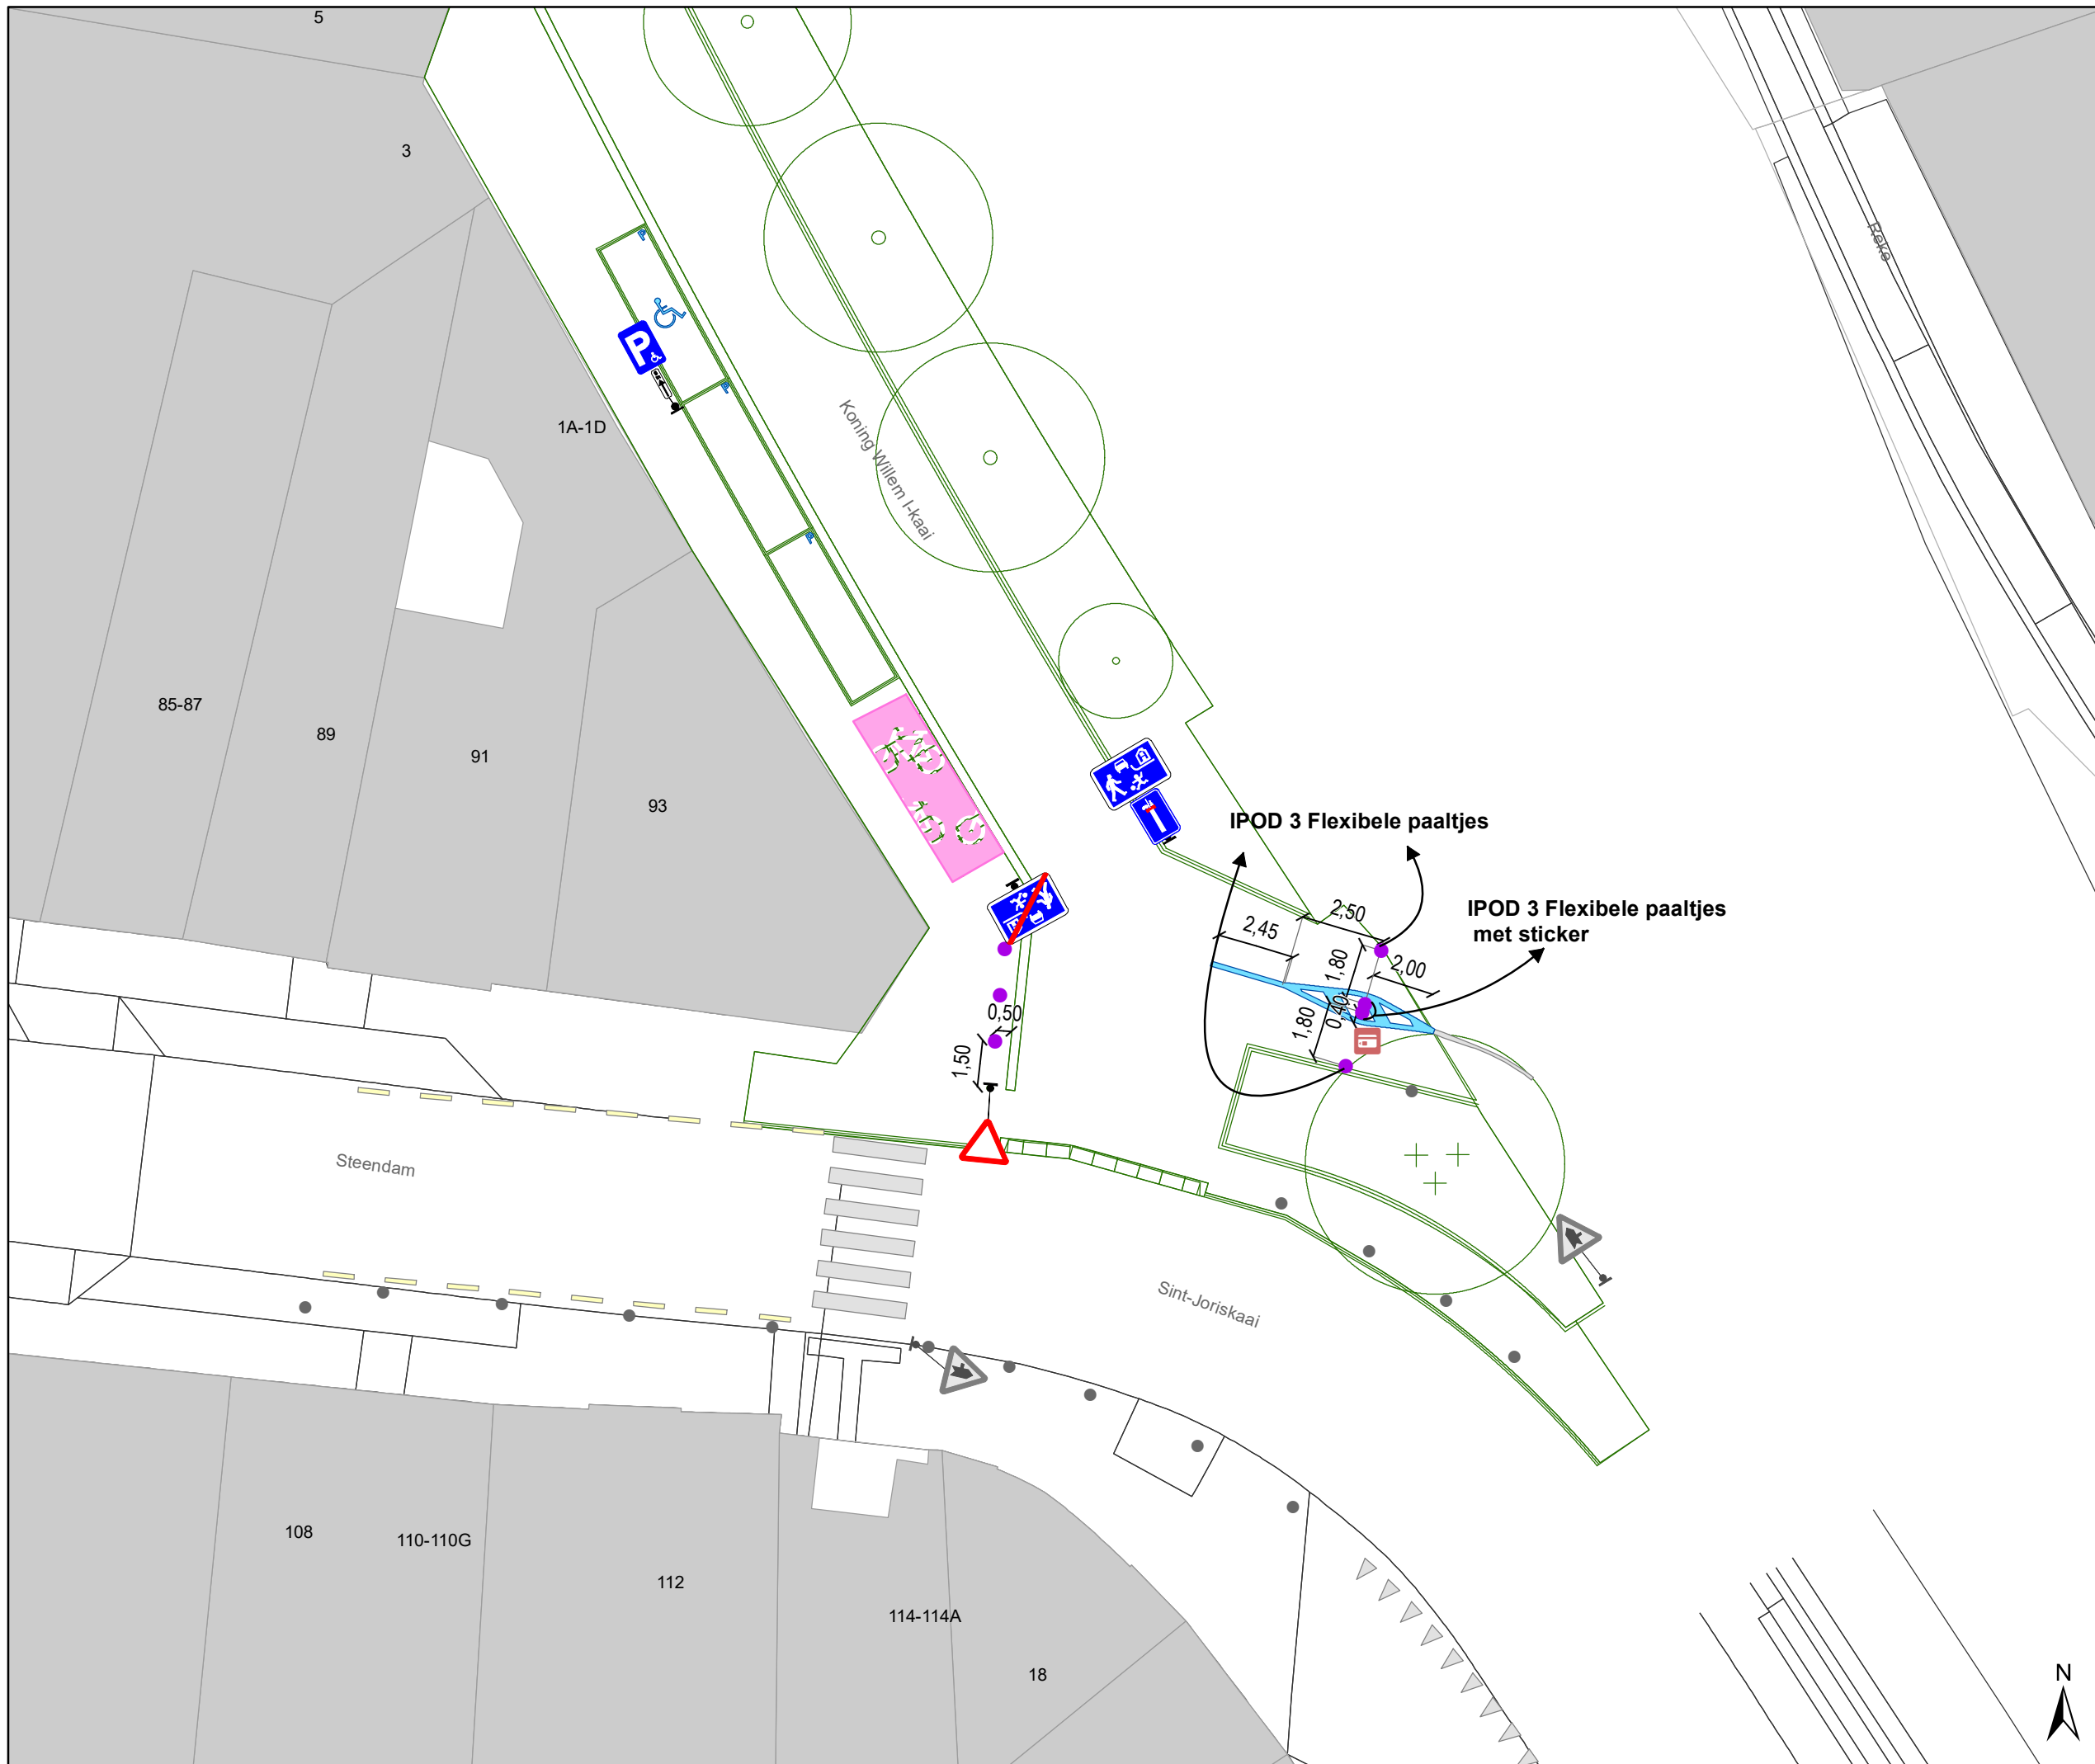 5
3
Reke
P
1A-1D
Koning Willem I-kaai
85-87
89
91
93
IPOD 3 Flexibele paaltjes
IPOD 3 Flexibele paaltjes
met sticker
2,50
2,45
1,80
2,00
0,40
1,80
0,50
1,50
Steendam
Sint-Joriskaai
108
110-110G
112
114-114A
18
N